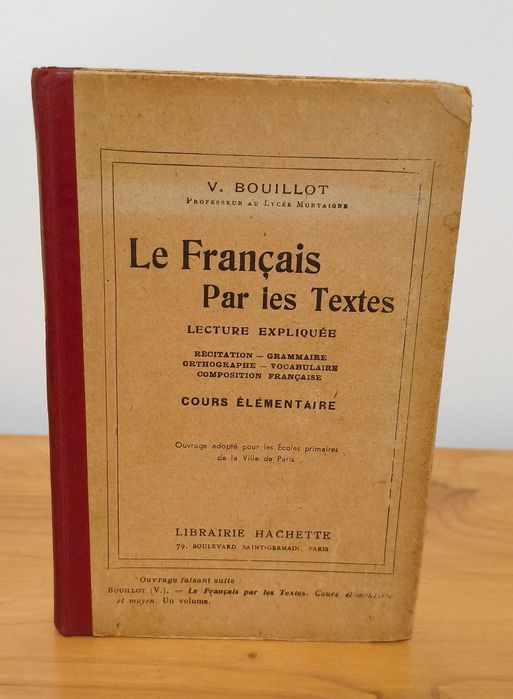 V. BOUILLOT
PROFESSEUR AU LYCÉE MONTAIGNE
Le Français
Par les Textes
LECTURE EXPLIQUÉE
RÉCITATION — GRAMMAIRE
ORTHOGRAPHE — VOCABULAIRE
COMPOSITION FRANÇAISE
COURS ÉLÉMENTAIRE
Ouvrage adopté pour les Écoles primaires
de la Ville de Paris
LIBRAIRIE HACHETTE
79, BOULEVARD SAINT-GERMAIN, PARIS
Ouvrage faisant suite :
BOUILLOT (V.). — Le Français par les Textes. Cours élémentaire
et moyen. Un volume.